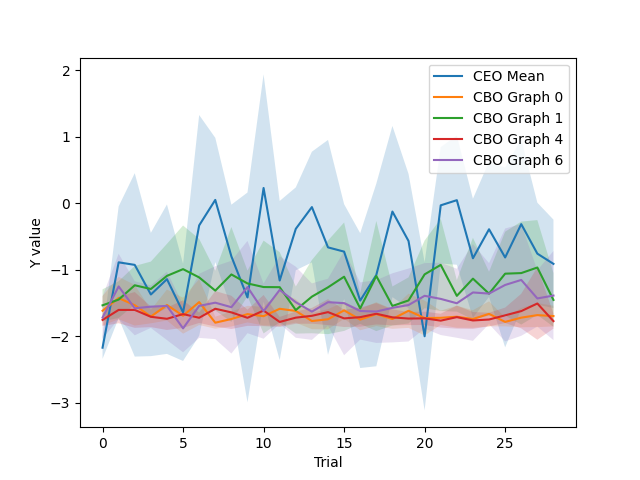 CEO Mean
CBO Graph 0
CBO Graph 1
CBO Graph 4
CBO Graph 6
Y value
2
1
0
−1
−2
−3
0
5
10
15
20
25
Trial